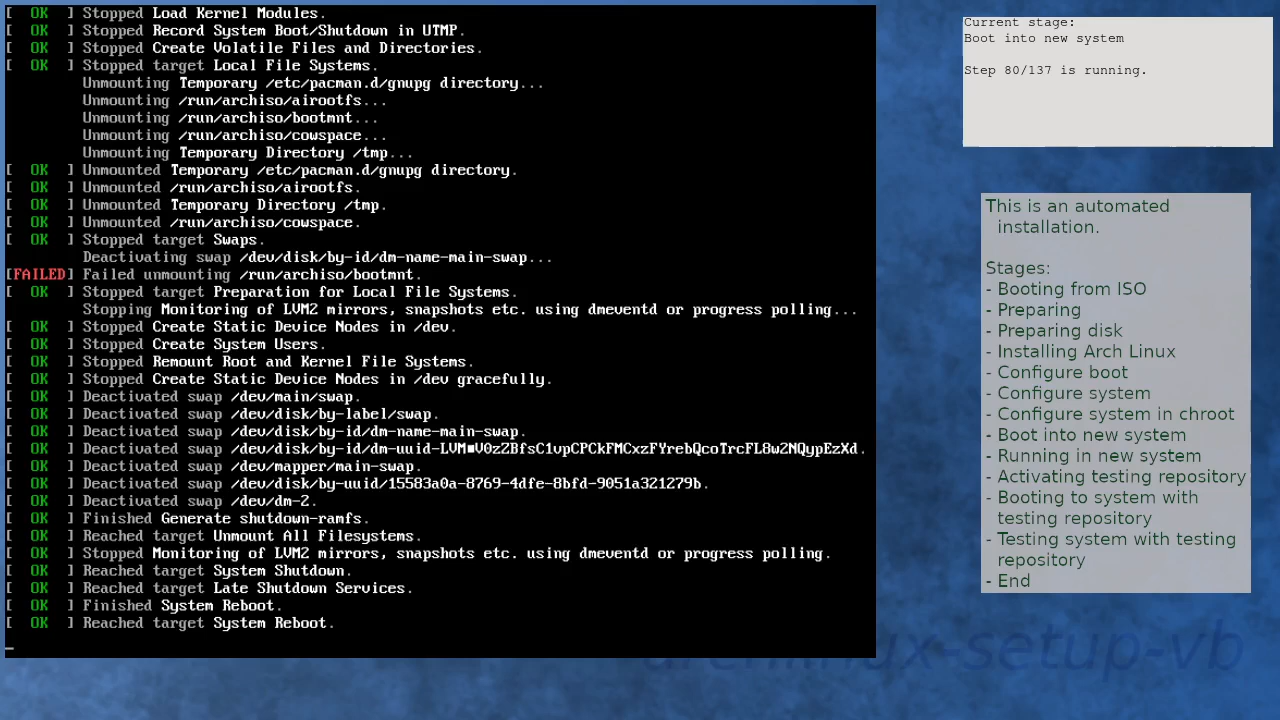 [  OK  ] Stopped Load Kernel Modules.
[  OK  ] Stopped Record System Boot/Shutdown in UTMP.
[  OK  ] Stopped Create Volatile Files and Directories.
[  OK  ] Stopped target Local File Systems.
Unmounting Temporary /etc/pacman.d/gnupg directory...
Unmounting /run/archiso/airootfs...
Unmounting /run/archiso/bootmnt...
Unmounting /run/archiso/cowspace...
Unmounting Temporary Directory /tmp...
[  OK  ] Unmounted Temporary /etc/pacman.d/gnupg directory.
[  OK  ] Unmounted /run/archiso/airootfs.
[  OK  ] Unmounted Temporary Directory /tmp.
[  OK  ] Unmounted /run/archiso/cowspace.
[  OK  ] Stopped target Swaps.
Deactivating swap /dev/disk/by-id/dm-name-main-swap...
[FAILED] Failed unmounting /run/archiso/bootmnt.
[  OK  ] Stopped target Preparation for Local File Systems.
Stopping Monitoring of LVM2 mirrors, snapshots etc. using dmeventd or progress polling...
[  OK  ] Stopped Create Static Device Nodes in /dev.
[  OK  ] Stopped Create System Users.
[  OK  ] Stopped Remount Root and Kernel File Systems.
[  OK  ] Stopped Create Static Device Nodes in /dev gracefully.
[  OK  ] Deactivated swap /dev/main/swap.
[  OK  ] Deactivated swap /dev/disk/by-label/swap.
[  OK  ] Deactivated swap /dev/disk/by-id/dm-name-main-swap.
[  OK  ] Deactivated swap /dev/disk/by-id/dm-uuid-LVM■V0zZBfsC1vpCPCkFMCxzFYrebQcoTrcFL8w2NQypEzXd.
[  OK  ] Deactivated swap /dev/mapper/main-swap.
[  OK  ] Deactivated swap /dev/disk/by-uuid/15583a0a-8769-4dfe-8bfd-9051a321279b.
[  OK  ] Deactivated swap /dev/dm-2.
[  OK  ] Finished Generate shutdown-ramfs.
[  OK  ] Reached target Unmount All Filesystems.
[  OK  ] Stopped Monitoring of LVM2 mirrors, snapshots etc. using dmeventd or progress polling.
[  OK  ] Reached target System Shutdown.
[  OK  ] Reached target Late Shutdown Services.
[  OK  ] Finished System Reboot.
[  OK  ] Reached target System Reboot.
Current stage:
Boot into new system
Step 80/137 is running.
This is an automated
installation.
Stages:
- Booting from ISO
- Preparing
- Preparing disk
- Installing Arch Linux
- Configure boot
- Configure system
- Configure system in chroot
- Boot into new system
- Running in new system
- Activating testing repository
- Booting to system with
testing repository
- Testing system with testing
repository
- End
archlinux-setup-vb